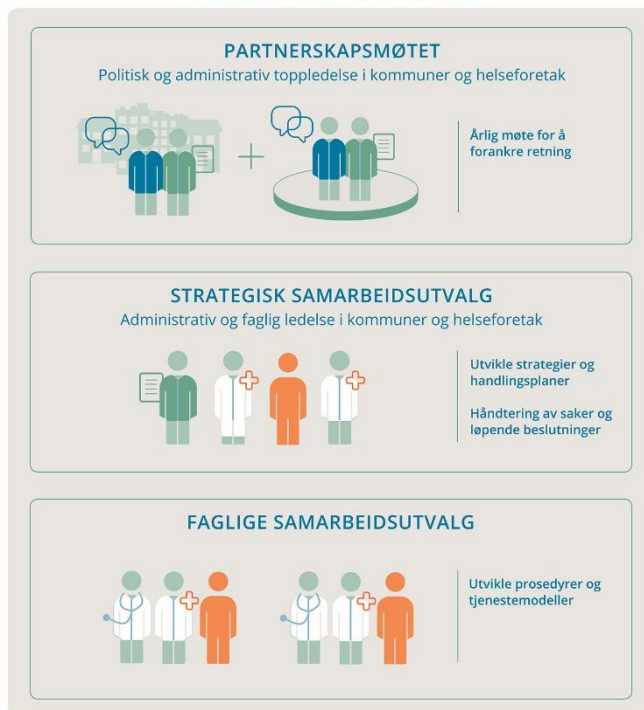 PARTNERSKAPSMØTET
Politisk og administrativ toppledelse i kommuner og helseforetak
Årlig møte for å
forankre retning
STRATEGISK SAMARBEIDSUTVALG
Administrativ og faglig ledelse i kommuner og helseforetak
Utvikle strategier og
handlingsplaner
Håndtering av saker og
løpende beslutninger
FAGLIGE SAMARBEIDSUTVALG
Utvikle prosedyrer og
tjenestemodeller